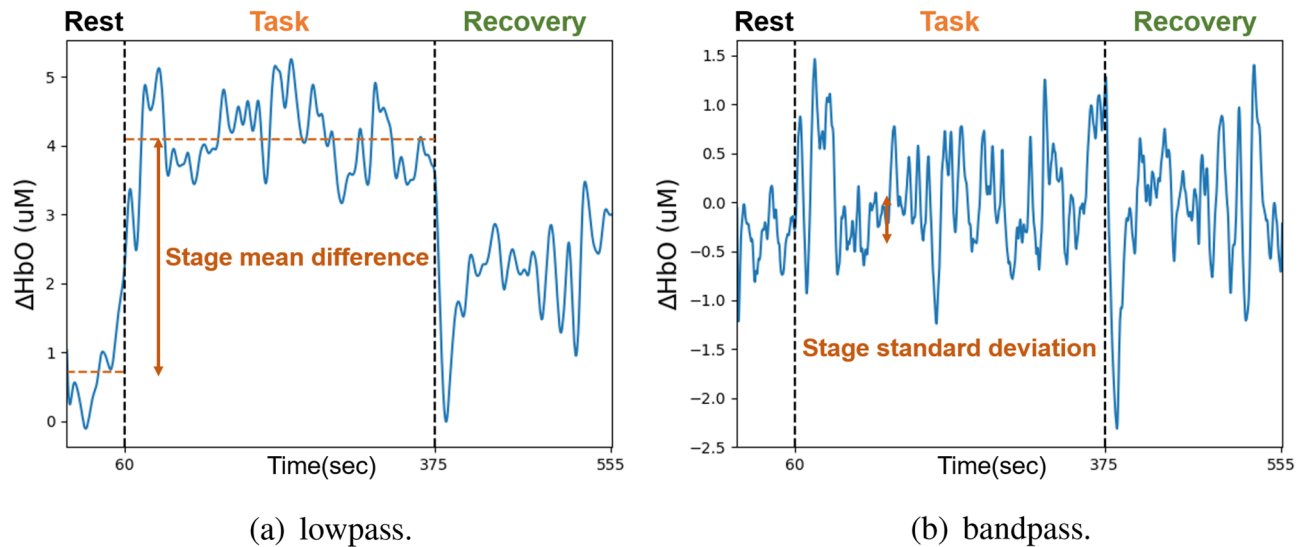 Rest Task Recovery
5
4
3
2
1
0
ΔHbO (uM)
Stage mean difference
60 Time(sec) 375 555
(a) lowpass.
Rest Task Recovery
1.5
1.0
0.5
0.0
−0.5
−1.0
−1.5
−2.0
−2.5
ΔHbO (uM)
Stage standard deviation
60 Time(sec) 375 555
(b) bandpass.